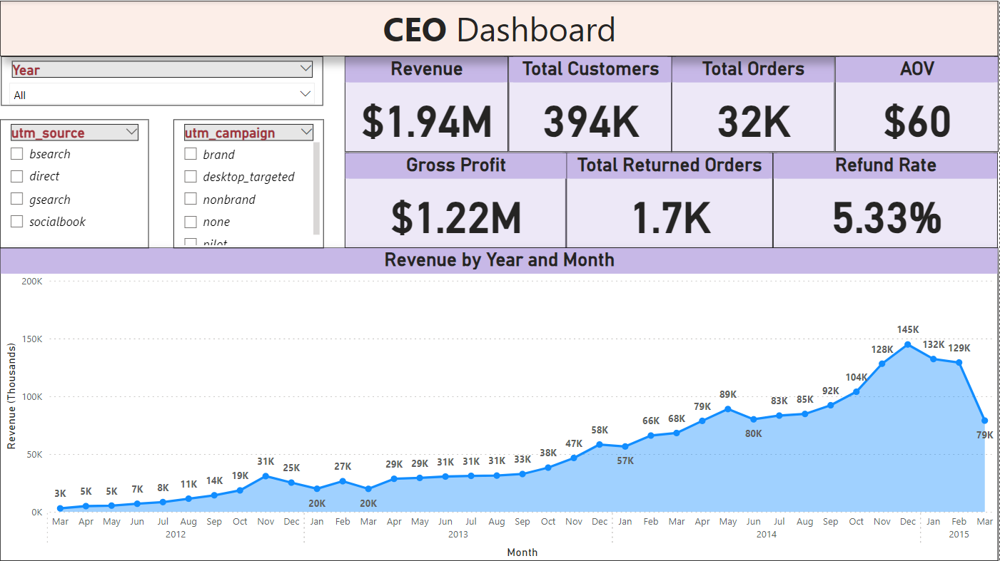 CEO Dashboard
Year
All
utm_source
bsearch
direct
gsearch
socialbook
utm_campaign
brand
desktop_targeted
nonbrand
none
pilot
Revenue
$1.94M
Total Customers
394K
Total Orders
32K
AOV
$60
Gross Profit
$1.22M
Total Returned Orders
1.7K
Refund Rate
5.33%
Revenue by Year and Month
Revenue (Thousands)
200K
150K
100K
50K
0K
3K 5K 5K 7K 8K 11K 14K 19K 31K 25K 20K 27K 20K 29K 29K 31K 31K 31K 33K 38K 47K 58K 57K 66K 68K 79K 89K 80K 83K 85K 92K 104K 128K 145K 132K 129K 79K
Mar Apr May Jun Jul Aug Sep Oct Nov Dec Jan Feb Mar Apr May Jun Jul Aug Sep Oct Nov Dec Jan Feb Mar Apr May Jun Jul Aug Sep Oct Nov Dec Jan Feb Mar
2012 2013 2014 2015
Month